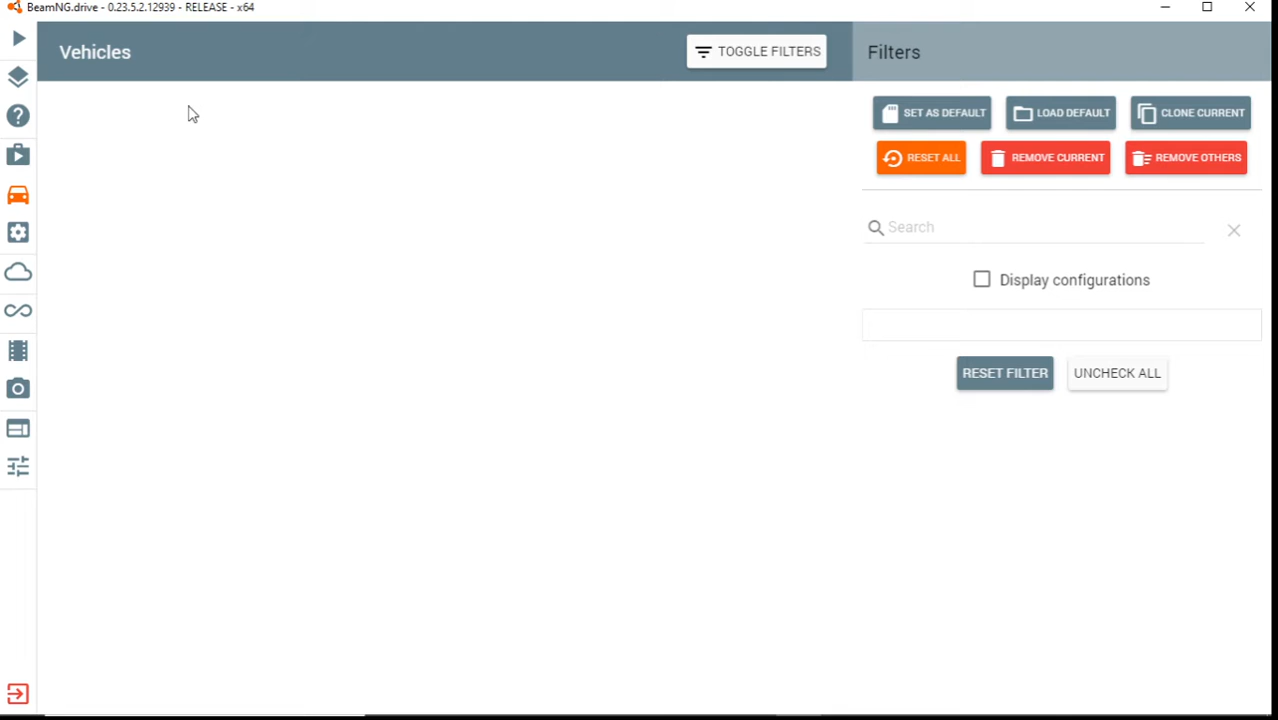 BeamNG.drive - 0.23.5.2.12939 - RELEASE - x64
Vehicles
TOGGLE FILTERS
Filters
SET AS DEFAULT
LOAD DEFAULT
CLONE CURRENT
RESET ALL
REMOVE CURRENT
REMOVE OTHERS
Search
Display configurations
RESET FILTER
UNCHECK ALL